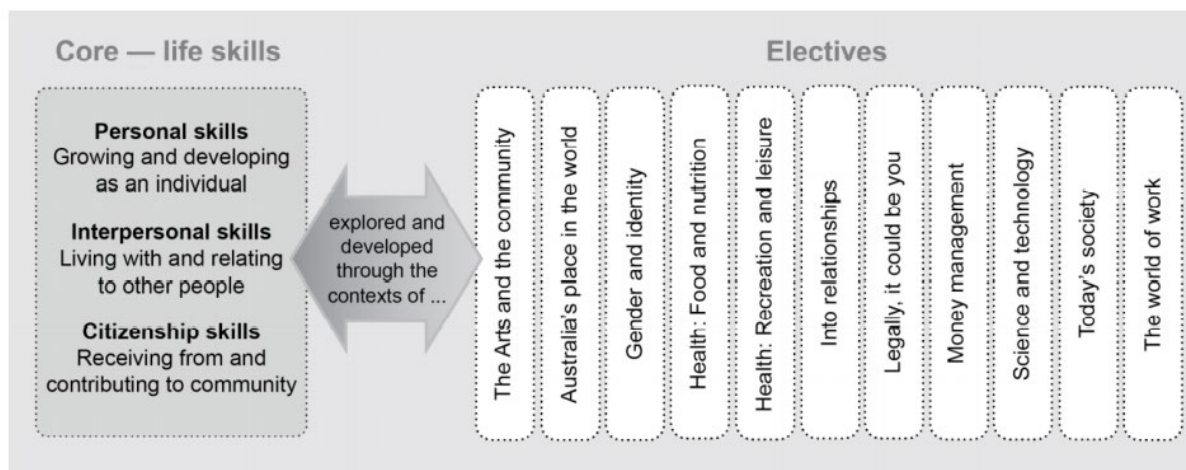 Core — life skills
Personal skills
Growing and developing
as an individual
Interpersonal skills
Living with and relating
to other people
Citizenship skills
Receiving from and
contributing to community
explored and
developed
through the
contexts of ...
Electives
The Arts and the community
Australia's place in the world
Gender and identity
Health: Food and nutrition
Health: Recreation and leisure
Into relationships
Legally, it could be you
Money management
Science and technology
Today's society
The world of work